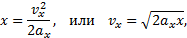 x = v_x^2 / 2a_x, или v_x = √(2a_x x),